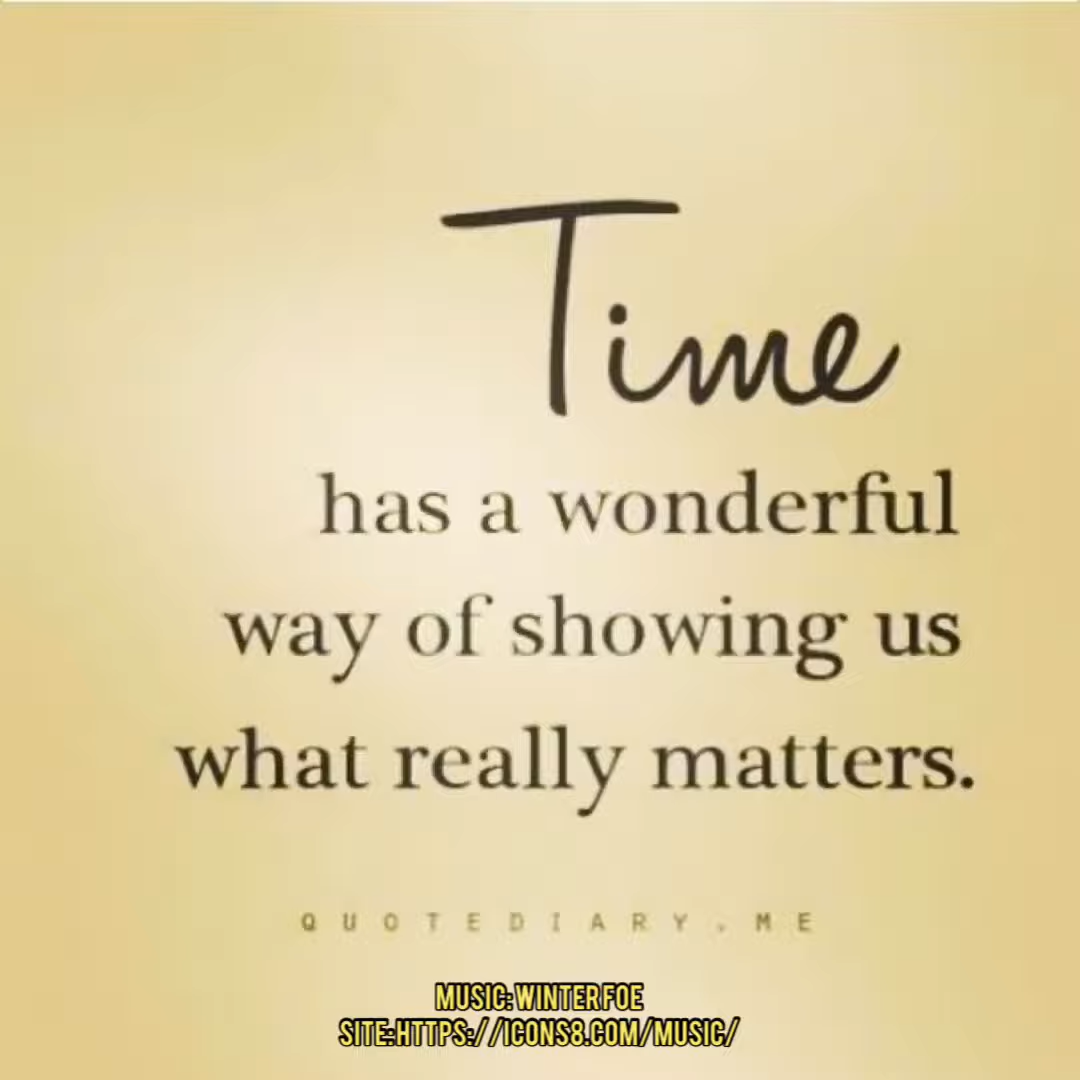 Time
has a wonderful
way of showing us
what really matters.
QUOTEDIARY.ME
MUSIC: WINTER FOE
SITE:HTTPS://ICONS8.COM/MUSIC/